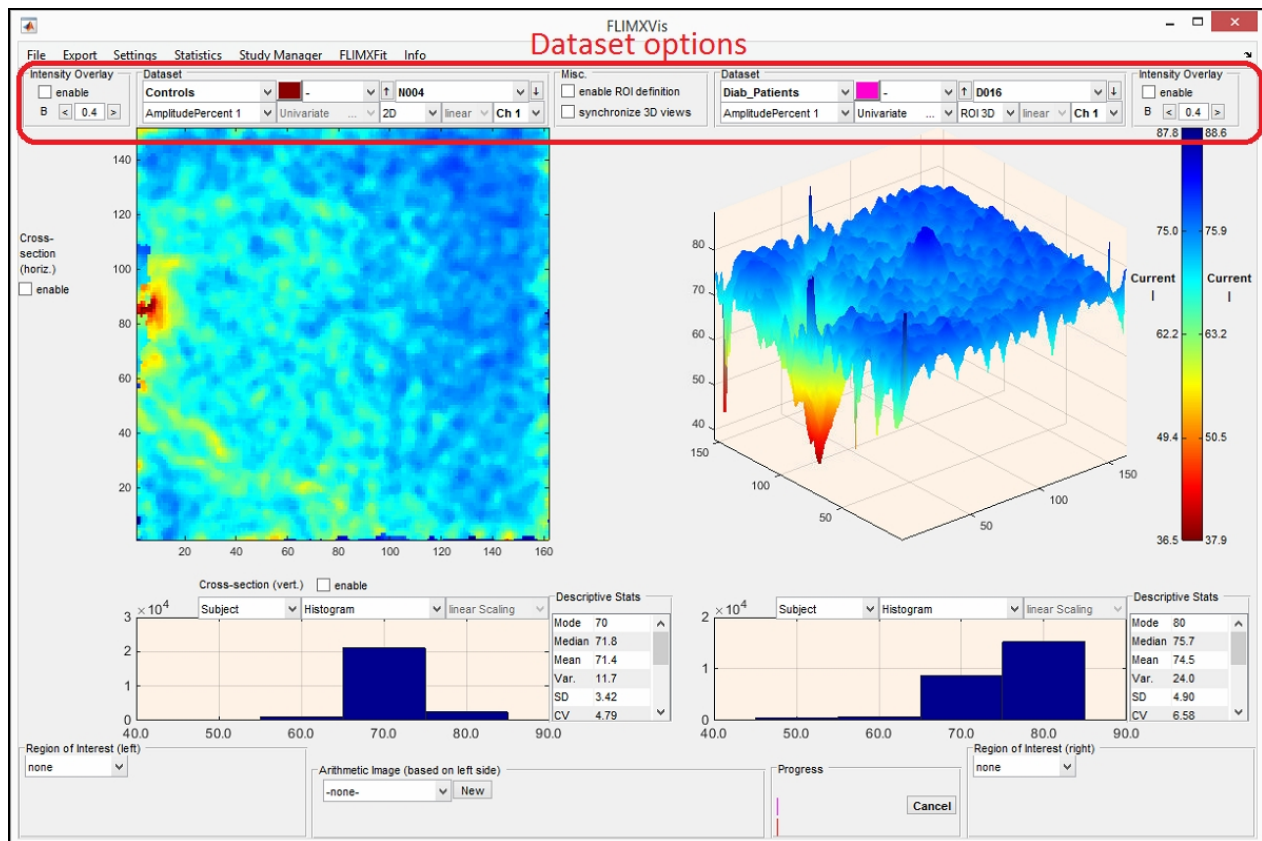 FLIMXVis
File Export Settings Statistics Study Manager FLIMXFit Info
Dataset options
Intensity Overlay
enable
B < 0.4 >
Dataset
Controls - ↑ N004 ↓
AmplitudePercent 1 Univariate ... 2D linear Ch 1
Misc.
enable ROI definition
synchronize 3D views
Dataset
Diab_Patients - ↑ D016 ↓
AmplitudePercent 1 Univariate ... ROI 3D linear Ch 1
Intensity Overlay
enable
B < 0.4 >
Cross-
section
(horiz.)
enable
140
120
100
80
60
40
20
20 40 60 80 100 120 140 160
80
70
60
50
40
150
100
50
50
100
150
87.8 88.6
75.0 75.9
Current Current
62.2 63.2
49.4 50.5
36.5 37.9
Cross-section (vert.) enable
Subject Histogram linear Scaling
3 × 10⁴
2
1
0
40.0 50.0 60.0 70.0 80.0 90.0
Descriptive Stats
Mode 70
Median 71.8
Mean 71.4
Var. 11.7
SD 3.42
CV 4.79
Subject Histogram linear Scaling
2 × 10⁴
1
0
40.0 50.0 60.0 70.0 80.0 90.0
Descriptive Stats
Mode 80
Median 75.7
Mean 74.5
Var. 24.0
SD 4.90
CV 6.58
Region of Interest (left)
none
Arithmetic Image (based on left side)
-none- New
Progress
Cancel
Region of Interest (right)
none